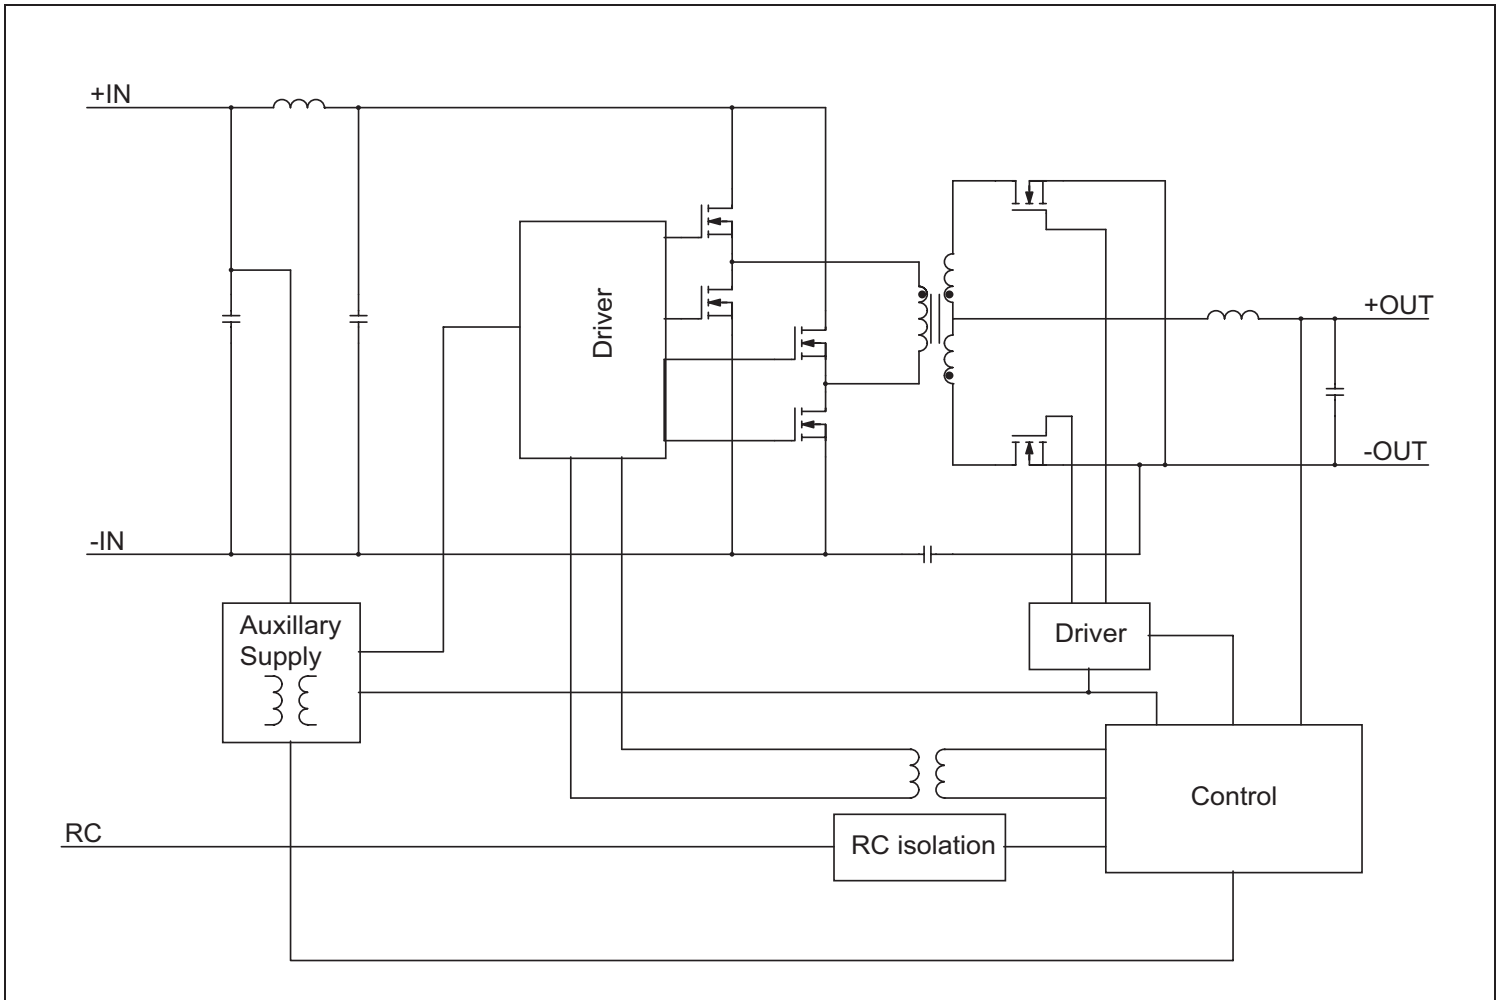 +IN
+OUT
Driver
-OUT
-IN
Auxillary
Supply
Driver
Control
RC
RC isolation